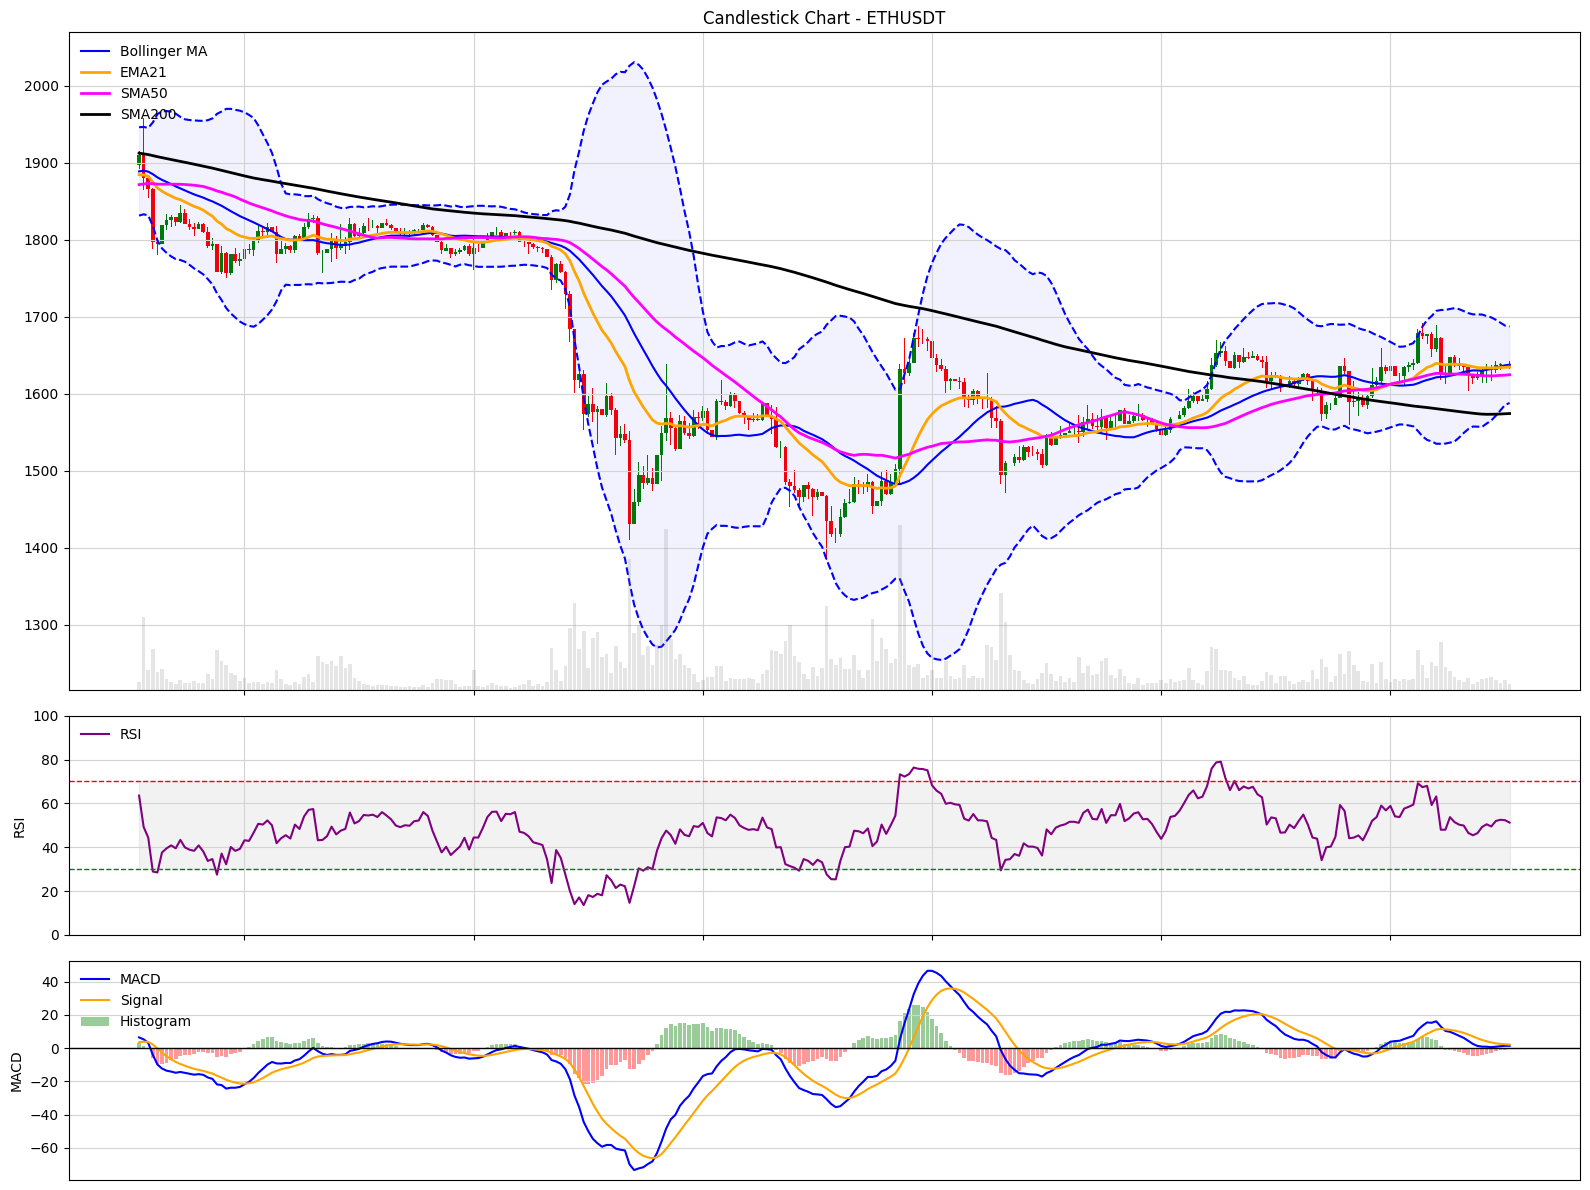 Candlestick Chart - ETHUSDT
Bollinger MA
EMA21
SMA50
SMA200
2000
1900
1800
1700
1600
1500
1400
1300
RSI
100
80
60
40
20
0
RSI
MACD
Signal
Histogram
40
20
0
−20
−40
−60
MACD